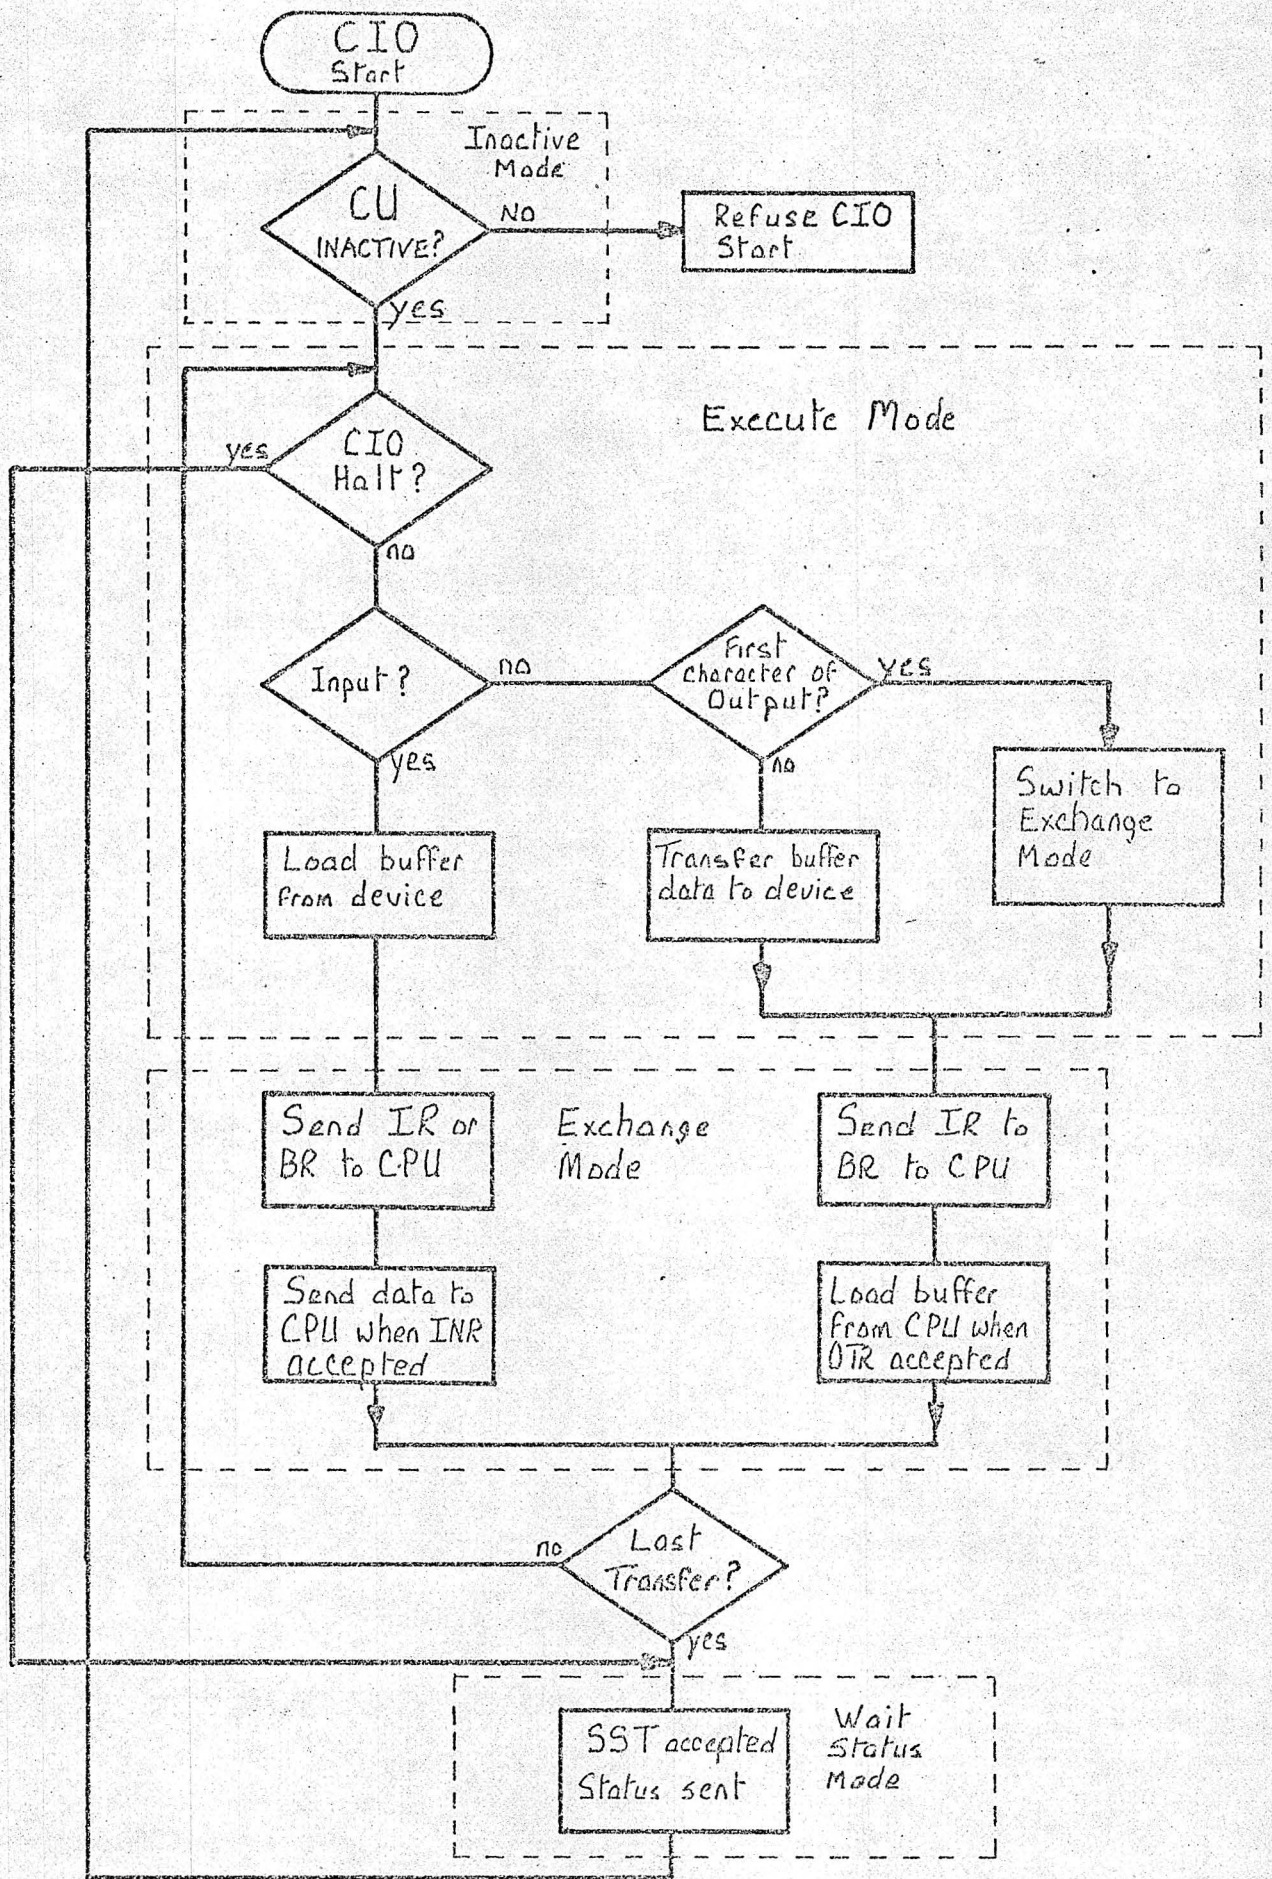 CIO
Start
Inactive
Mode
CU
INACTIVE?
No
Refuse CIO
Start
yes
Execute Mode
CIO
Halt?
yes
no
Input?
no
First
character of
Output?
yes
yes
no
Switch to
Exchange
Mode
Load buffer
from device
Transfer buffer
data to device
Send IR or
BR to CPU
Exchange
Mode
Send IR to
BR to CPU
Send data to
CPU when INR
accepted
Load buffer
from CPU when
OTR accepted
no
Last
Transfer?
yes
SST accepted
Status sent
Wait
Status
Mode